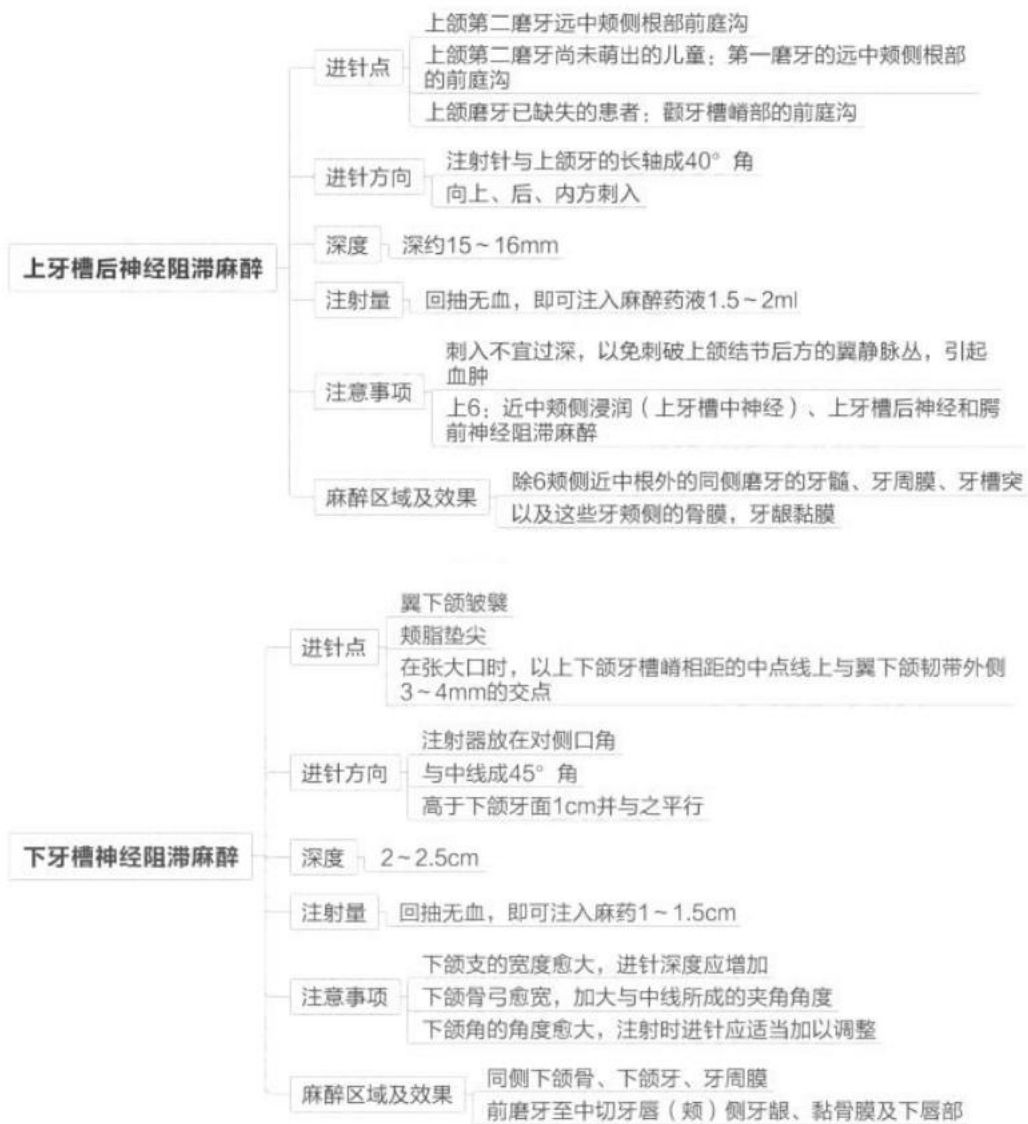 上牙槽后神经阻滞麻醉
进针点
上颌第二磨牙远中颊侧根部前庭沟
上颌第二磨牙尚未萌出的儿童：第一磨牙的远中颊侧根部
的前庭沟
上颌磨牙已缺失的患者：颧牙槽嵴部的前庭沟
进针方向
注射针与上颌牙的长轴成40°角
向上、后、内方刺入
深度
深约15~16mm
注射量
回抽无血，即可注入麻醉药液1.5~2ml
注意事项
刺入不宜过深，以免刺破上颌结节后方的翼静脉丛，引起
血肿
上6：近中颊侧浸润（上牙槽中神经）、上牙槽后神经和腭
前神经阻滞麻醉
麻醉区域及效果
除6颊侧近中根外的同侧磨牙的牙髓、牙周膜、牙槽突
以及这些牙颊侧的骨膜，牙龈黏膜
下牙槽神经阻滞麻醉
进针点
翼下颌皱襞
颊脂垫尖
在张大口时，以上下颌牙槽嵴相距的中点线上与翼下颌韧带外侧
3~4mm的交点
进针方向
注射器放在对侧口角
与中线成45°角
高于下颌牙面1cm并与之平行
深度
2~2.5cm
注射量
回抽无血，即可注入麻药1~1.5cm
注意事项
下颌支的宽度愈大，进针深度应增加
下颌骨弓愈宽，加大与中线所成的夹角角度
下颌角的角度愈大，注射时进针应适当加以调整
麻醉区域及效果
同侧下颌骨、下颌牙、牙周膜
前磨牙至中切牙唇（颊）侧牙龈、黏骨膜及下唇部